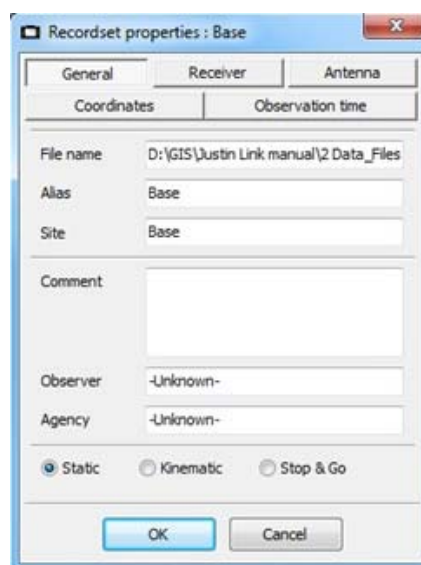 Recordset properties : Base
General Receiver Antenna
Coordinates Observation time
File name D:\GIS\Justin Link manual\2 Data_Files
Alias Base
Site Base
Comment
Observer -Unknown-
Agency -Unknown-
Static Kinematic Stop & Go
OK Cancel